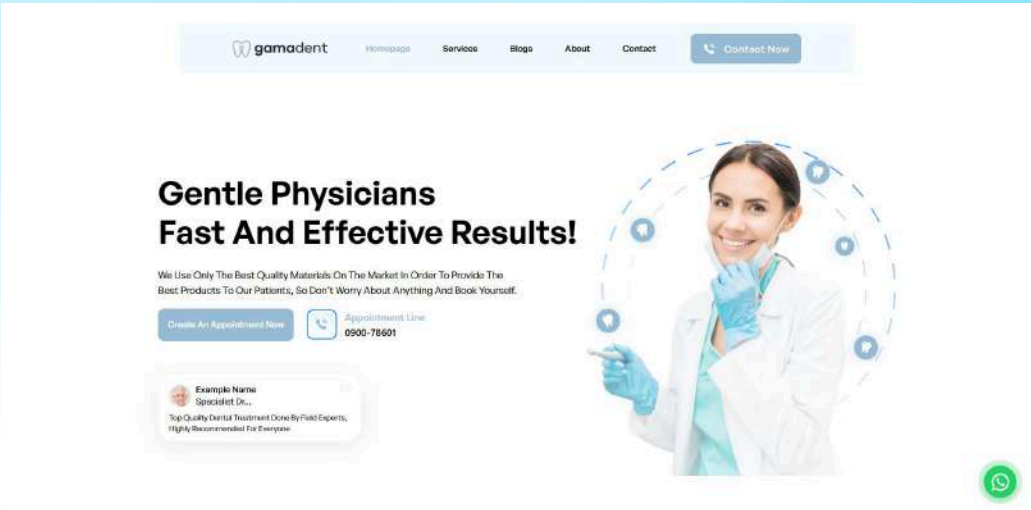 gamadent
Homepage
Services
Blogs
About
Contact
Contact Now
Gentle Physicians
Fast And Effective Results!
We Use Only The Best Quality Materials On The Market In Order To Provide The
Best Products To Our Patients, So Don't Worry About Anything And Book Yourself.
Create An Appointment Now
Appointment Line
0900-78601
Example Name
Specialist Dr...
Top Quality Dental Treatment Done By Field Experts,
Highly Recommended For Everyone